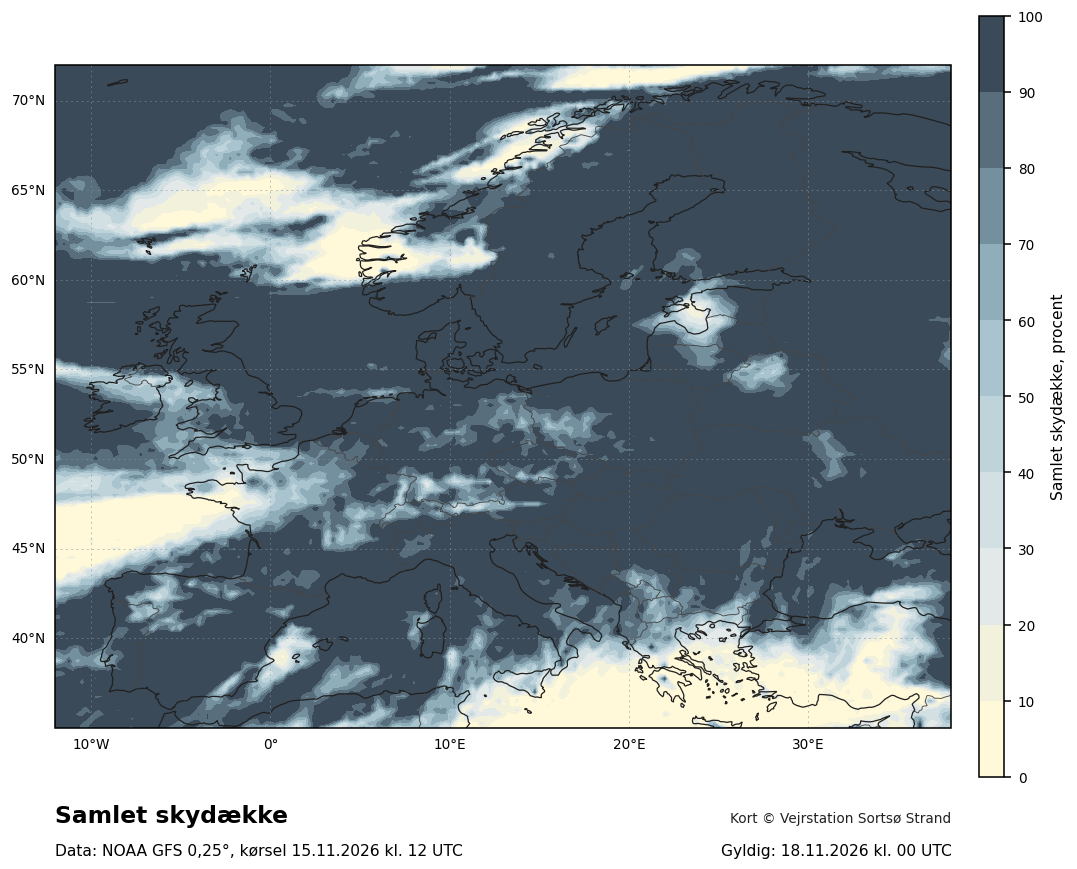 70°N
65°N
60°N
55°N
50°N
45°N
40°N
10°W
0°
10°E
20°E
30°E
100
90
80
70
60
50
40
30
20
10
0
Samlet skydække, procent
Samlet skydække
Kort © Vejrstation Sortsø Strand
Data: NOAA GFS 0,25°, kørsel 15.11.2026 kl. 12 UTC
Gyldig: 18.11.2026 kl. 00 UTC